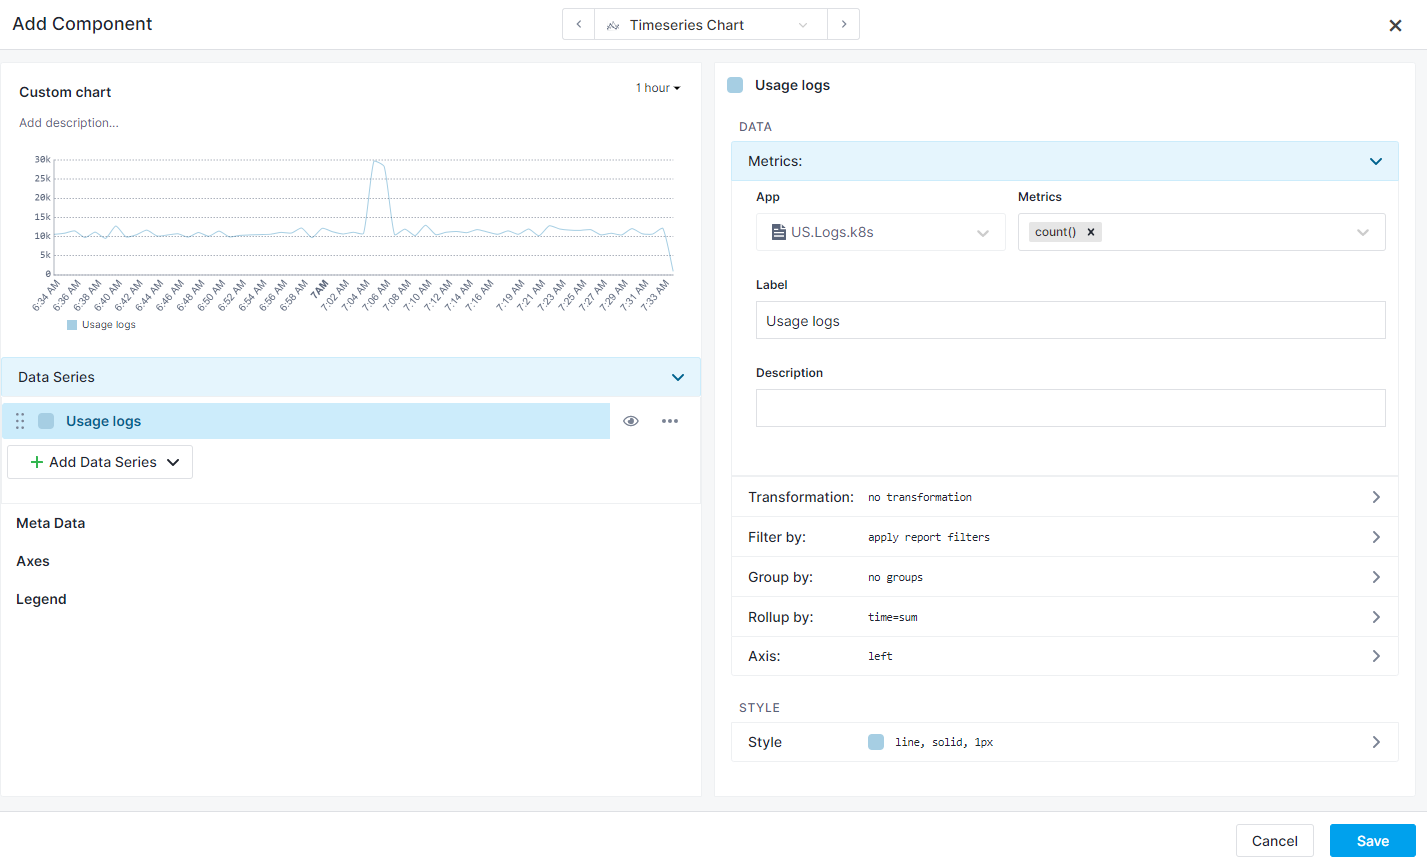 Add Component
Timeseries Chart
Custom chart
1 hour
Add description...
30k
25k
20k
15k
10k
5k
0
6:34 AM
6:36 AM
6:38 AM
6:40 AM
6:42 AM
6:44 AM
6:46 AM
6:48 AM
6:50 AM
6:52 AM
6:54 AM
6:56 AM
6:58 AM
7AM
7:02 AM
7:04 AM
7:06 AM
7:08 AM
7:10 AM
7:12 AM
7:14 AM
7:16 AM
7:19 AM
7:21 AM
7:23 AM
7:25 AM
7:27 AM
7:29 AM
7:31 AM
7:33 AM
Usage logs
Data Series
Usage logs
Add Data Series
Meta Data
Axes
Legend
Usage logs
DATA
Metrics:
App
Metrics
US.Logs.k8s
count()
Label
Usage logs
Description
Transformation: no transformation
Filter by: apply report filters
Group by: no groups
Rollup by: time=sum
Axis: left
STYLE
Style line, solid, 1px
Cancel
Save